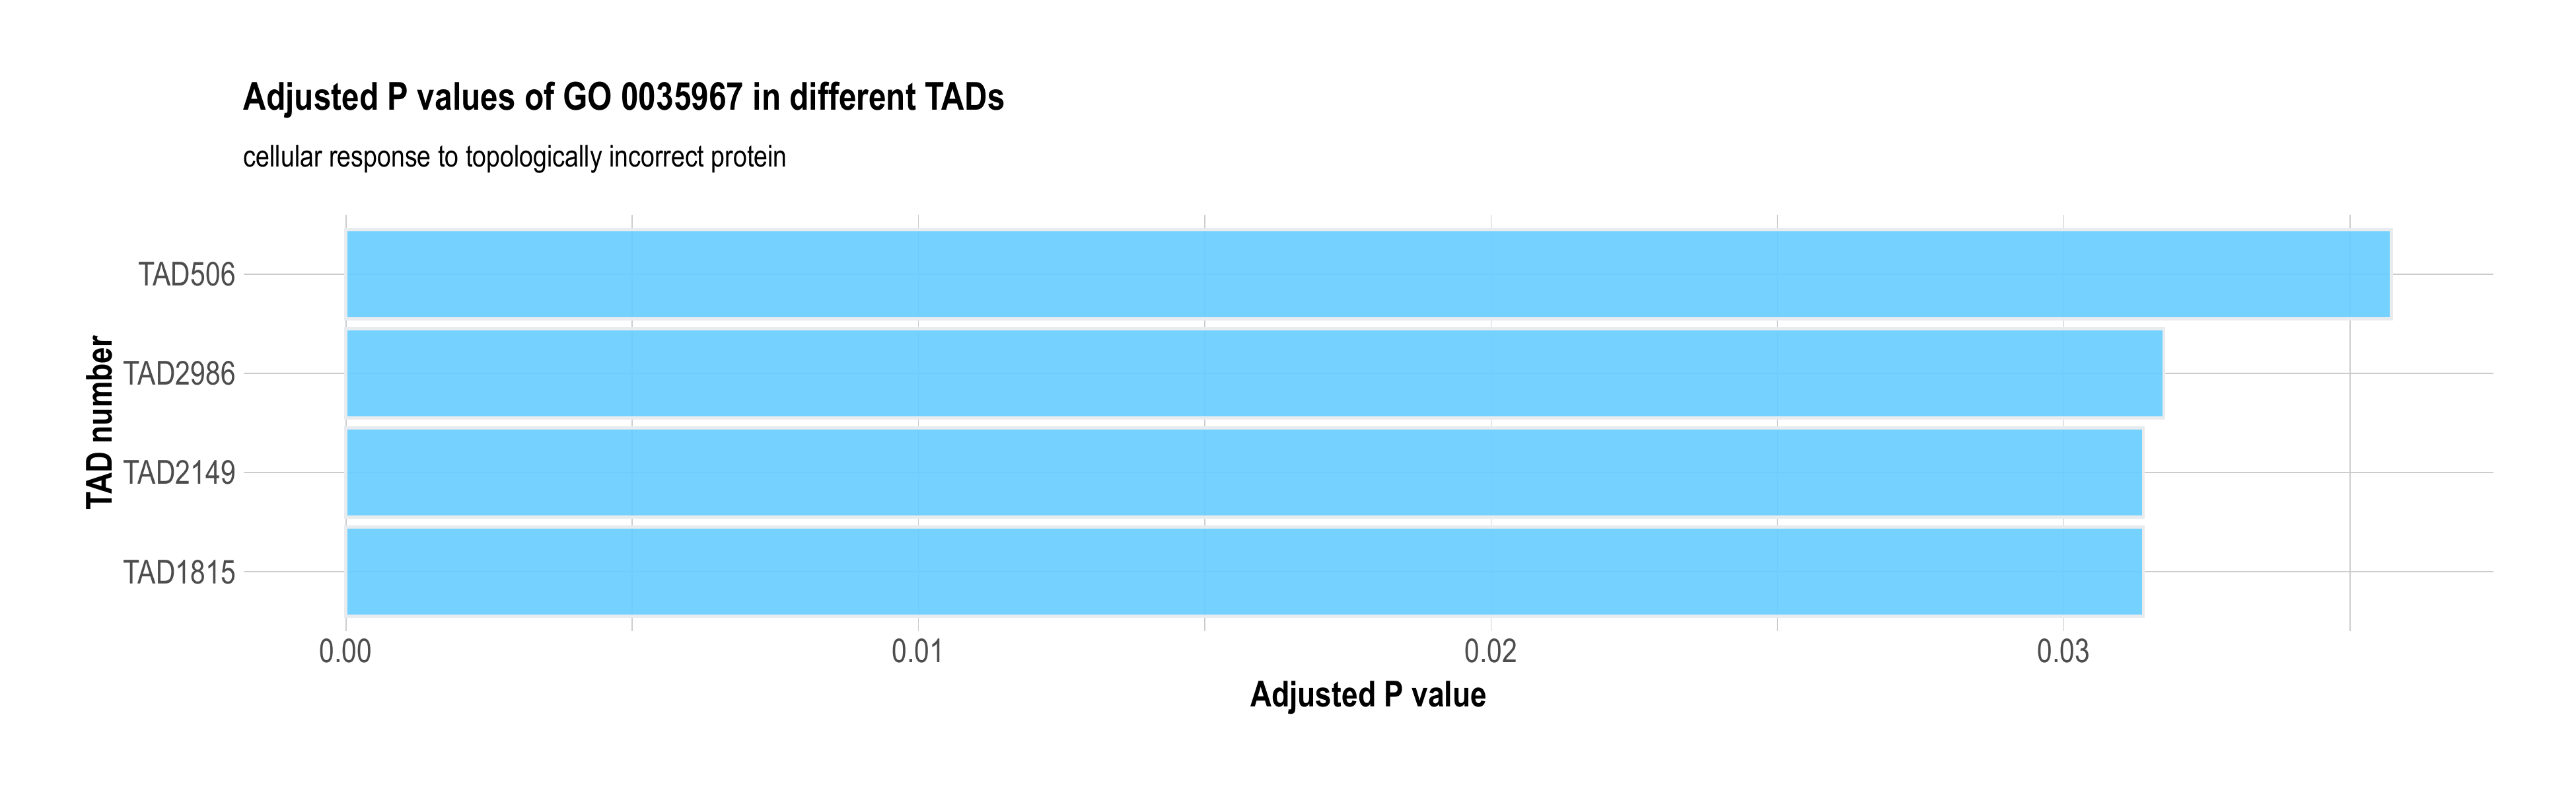 Adjusted P values of GO 0035967 in different TADs
cellular response to topologically incorrect protein
TAD number
TAD506
TAD2986
TAD2149
TAD1815
0.00
0.01
0.02
0.03
Adjusted P value